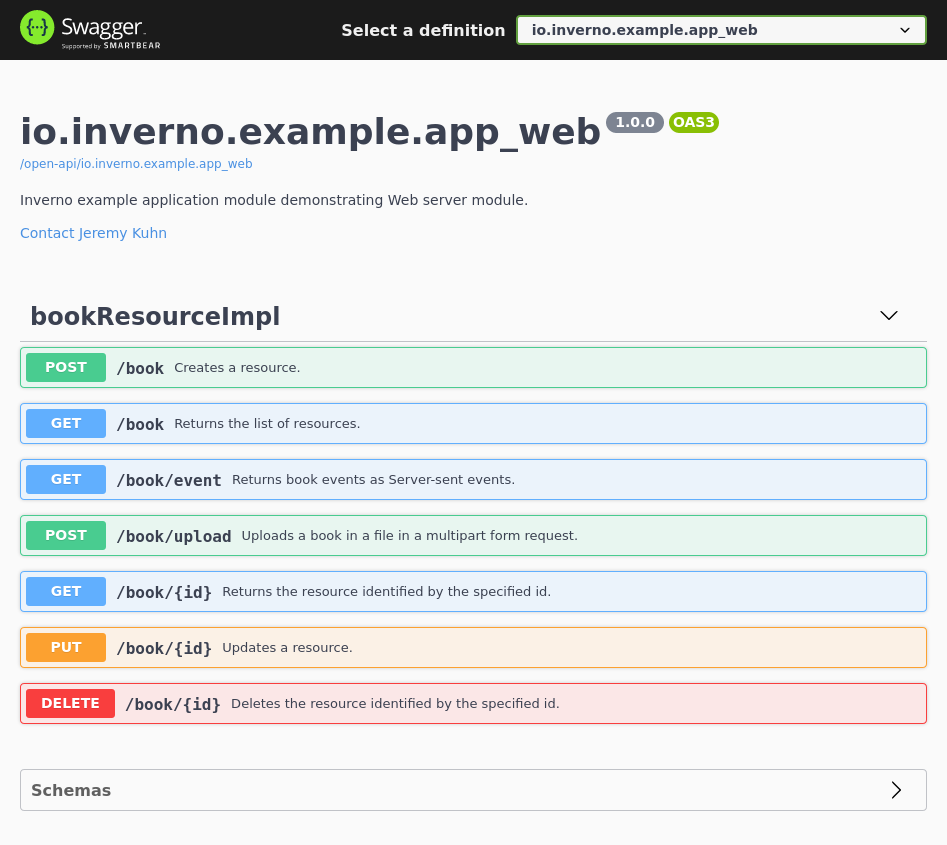 Swagger
Supported by SMARTBEAR
Select a definition
io.inverno.example.app_web
io.inverno.example.app_web 1.0.0 OAS3
/open-api/io.inverno.example.app_web
Inverno example application module demonstrating Web server module.
Contact Jeremy Kuhn
bookResourceImpl
POST /book Creates a resource.
GET /book Returns the list of resources.
GET /book/event Returns book events as Server-sent events.
POST /book/upload Uploads a book in a file in a multipart form request.
GET /book/{id} Returns the resource identified by the specified id.
PUT /book/{id} Updates a resource.
DELETE /book/{id} Deletes the resource identified by the specified id.
Schemas